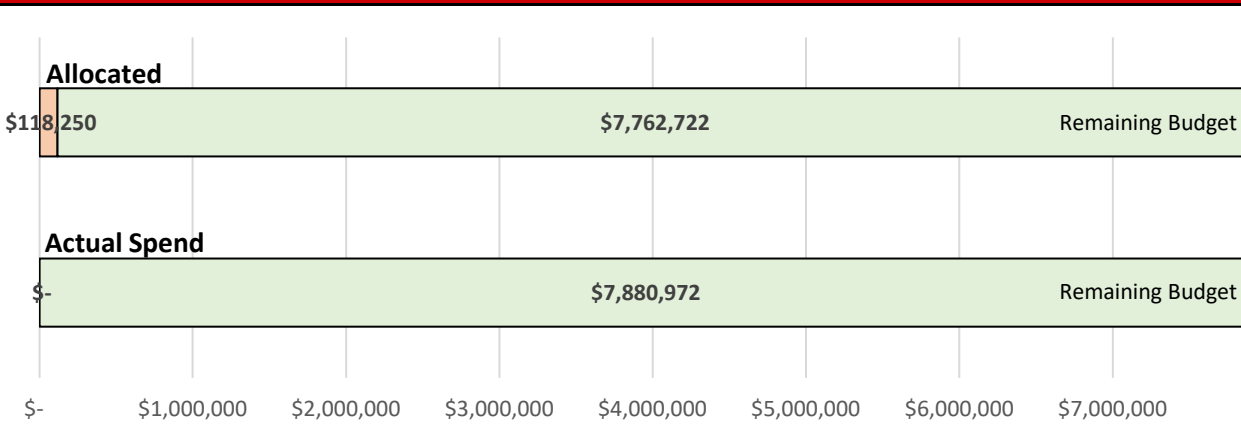 Allocated
$118,250 $7,762,722 Remaining Budget
Actual Spend
$- $7,880,972 Remaining Budget
$- $1,000,000 $2,000,000 $3,000,000 $4,000,000 $5,000,000 $6,000,000 $7,000,000